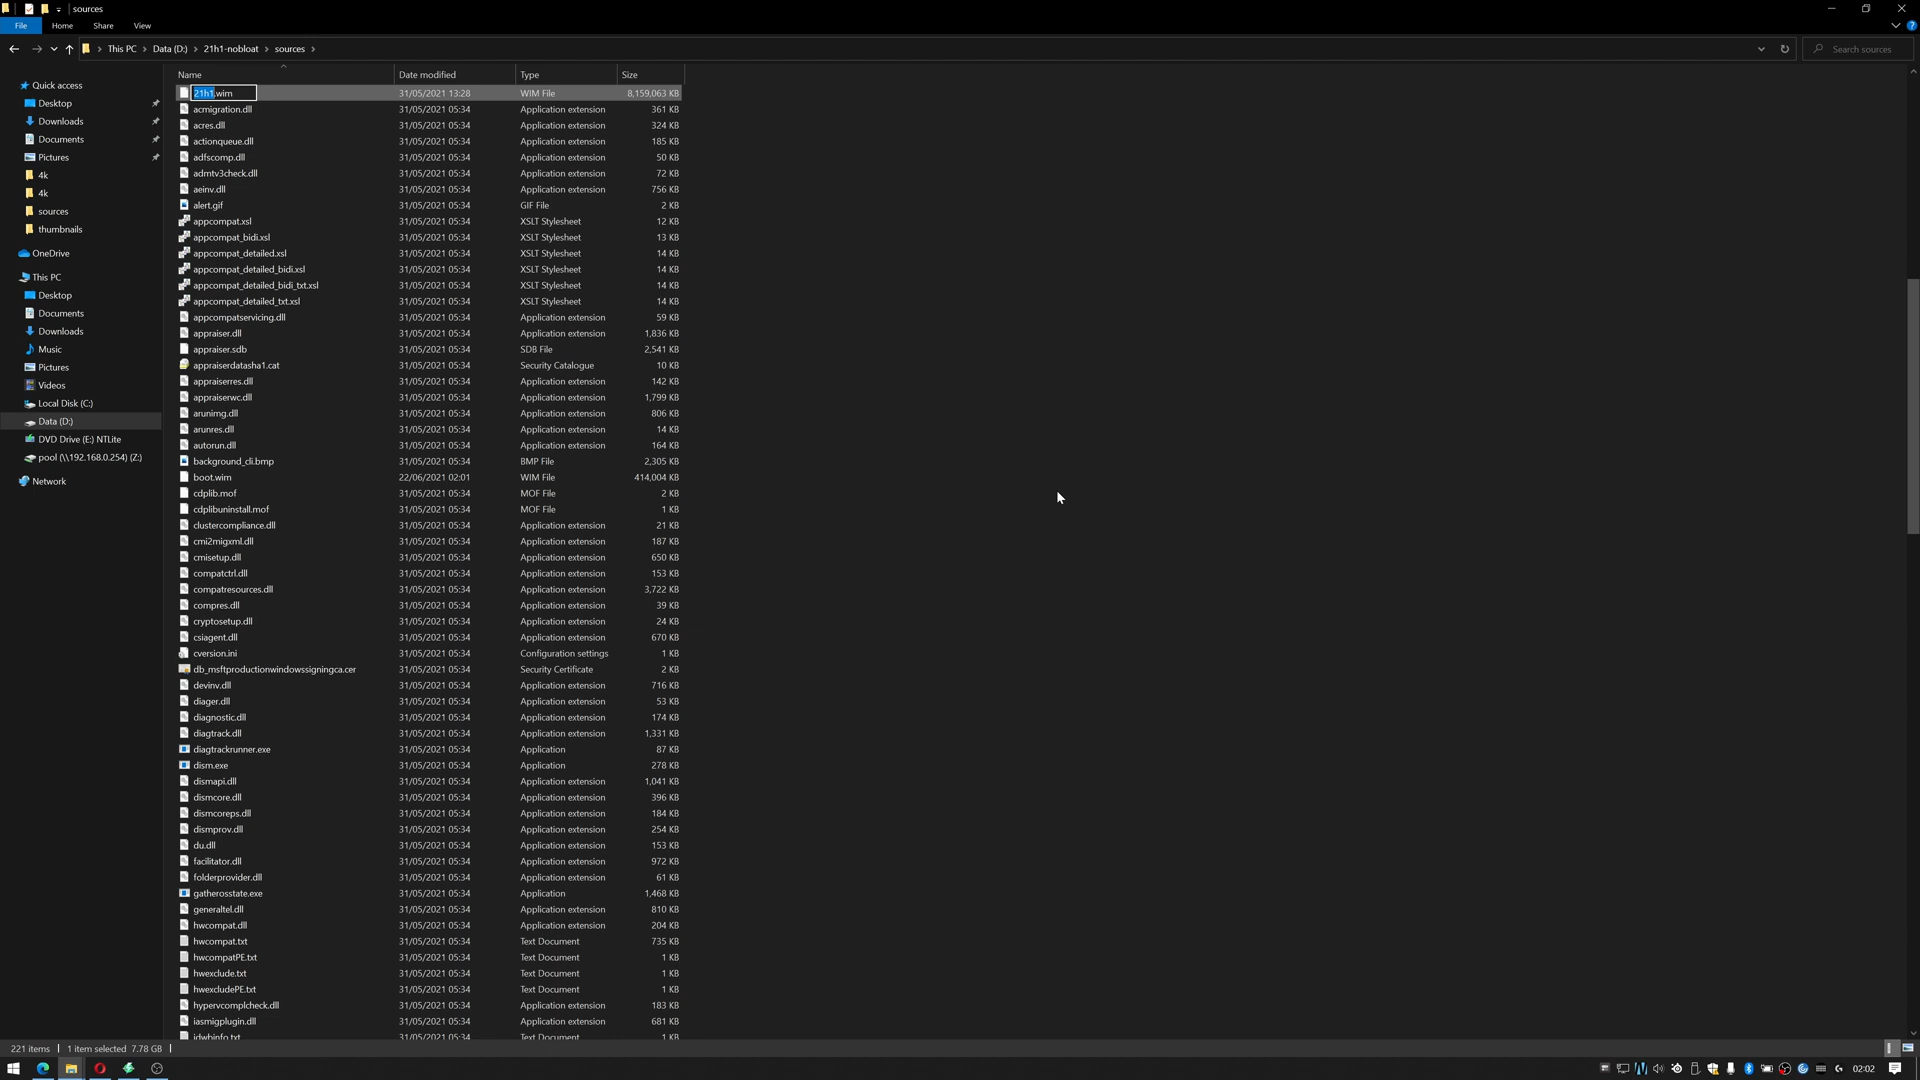 sources
File Home Share View
This PC Data (D:) 21h1-nobloat sources Search sources
Name Date modified Type Size
21h1.wim 31/05/2021 13:28 WIM File 8,159,063 KB
acmigration.dll 31/05/2021 05:34 Application extension 361 KB
acres.dll 31/05/2021 05:34 Application extension 324 KB
actionqueue.dll 31/05/2021 05:34 Application extension 185 KB
adfscomp.dll 31/05/2021 05:34 Application extension 50 KB
admtv3check.dll 31/05/2021 05:34 Application extension 72 KB
aeinv.dll 31/05/2021 05:34 Application extension 756 KB
alert.gif 31/05/2021 05:34 GIF File 2 KB
appcompat.xsl 31/05/2021 05:34 XSLT Stylesheet 12 KB
appcompat_bidi.xsl 31/05/2021 05:34 XSLT Stylesheet 13 KB
appcompat_detailed.xsl 31/05/2021 05:34 XSLT Stylesheet 14 KB
appcompat_detailed_bidi.xsl 31/05/2021 05:34 XSLT Stylesheet 14 KB
appcompat_detailed_bidi_txt.xsl 31/05/2021 05:34 XSLT Stylesheet 14 KB
appcompat_detailed_txt.xsl 31/05/2021 05:34 XSLT Stylesheet 14 KB
appcompatservicing.dll 31/05/2021 05:34 Application extension 59 KB
appraiser.dll 31/05/2021 05:34 Application extension 1,836 KB
appraiser.sdb 31/05/2021 05:34 SDB File 2,541 KB
appraiserdatasha1.cat 31/05/2021 05:34 Security Catalogue 10 KB
appraiserres.dll 31/05/2021 05:34 Application extension 142 KB
appraiserwc.dll 31/05/2021 05:34 Application extension 1,799 KB
arunimg.dll 31/05/2021 05:34 Application extension 806 KB
arunres.dll 31/05/2021 05:34 Application extension 14 KB
autorun.dll 31/05/2021 05:34 Application extension 164 KB
background_cli.bmp 31/05/2021 05:34 BMP File 2,305 KB
boot.wim 22/06/2021 02:01 WIM File 414,004 KB
cdplib.mof 31/05/2021 05:34 MOF File 2 KB
cdplibuninstall.mof 31/05/2021 05:34 MOF File 1 KB
clustercompliance.dll 31/05/2021 05:34 Application extension 21 KB
cmi2migxml.dll 31/05/2021 05:34 Application extension 187 KB
cmisetup.dll 31/05/2021 05:34 Application extension 650 KB
compatctrl.dll 31/05/2021 05:34 Application extension 153 KB
compatresources.dll 31/05/2021 05:34 Application extension 3,722 KB
compres.dll 31/05/2021 05:34 Application extension 39 KB
cryptosetup.dll 31/05/2021 05:34 Application extension 24 KB
csiagent.dll 31/05/2021 05:34 Application extension 670 KB
cversion.ini 31/05/2021 05:34 Configuration settings 1 KB
db_msftproductionwindowssigningca.cer 31/05/2021 05:34 Security Certificate 2 KB
devinv.dll 31/05/2021 05:34 Application extension 716 KB
diager.dll 31/05/2021 05:34 Application extension 53 KB
diagnostic.dll 31/05/2021 05:34 Application extension 174 KB
diagtrack.dll 31/05/2021 05:34 Application extension 1,331 KB
diagtrackrunner.exe 31/05/2021 05:34 Application 87 KB
dism.exe 31/05/2021 05:34 Application 278 KB
dismapi.dll 31/05/2021 05:34 Application extension 1,041 KB
dismcore.dll 31/05/2021 05:34 Application extension 396 KB
dismcoreps.dll 31/05/2021 05:34 Application extension 184 KB
dismprov.dll 31/05/2021 05:34 Application extension 254 KB
du.dll 31/05/2021 05:34 Application extension 153 KB
facilitator.dll 31/05/2021 05:34 Application extension 972 KB
folderprovider.dll 31/05/2021 05:34 Application extension 61 KB
gatherosstate.exe 31/05/2021 05:34 Application 1,468 KB
generaltel.dll 31/05/2021 05:34 Application extension 810 KB
hwcompat.dll 31/05/2021 05:34 Application extension 204 KB
hwcompat.txt 31/05/2021 05:34 Text Document 735 KB
hwcompatPE.txt 31/05/2021 05:34 Text Document 1 KB
hwexclude.txt 31/05/2021 05:34 Text Document 1 KB
hwexcludePE.txt 31/05/2021 05:34 Text Document 1 KB
hypervcomplcheck.dll 31/05/2021 05:34 Application extension 183 KB
iasmigplugin.dll 31/05/2021 05:34 Application extension 681 KB
idwbinfo.txt 31/05/2021 05:34 Text Document 1 KB
Quick access
Desktop
Downloads
Documents
Pictures
4k
4k
sources
thumbnails
OneDrive
This PC
Desktop
Documents
Downloads
Music
Pictures
Videos
Local Disk (C:)
Data (D:)
DVD Drive (E:) NTLite
pool (\\192.168.0.254) (Z:)
Network
221 items 1 item selected 7.78 GB
02:02